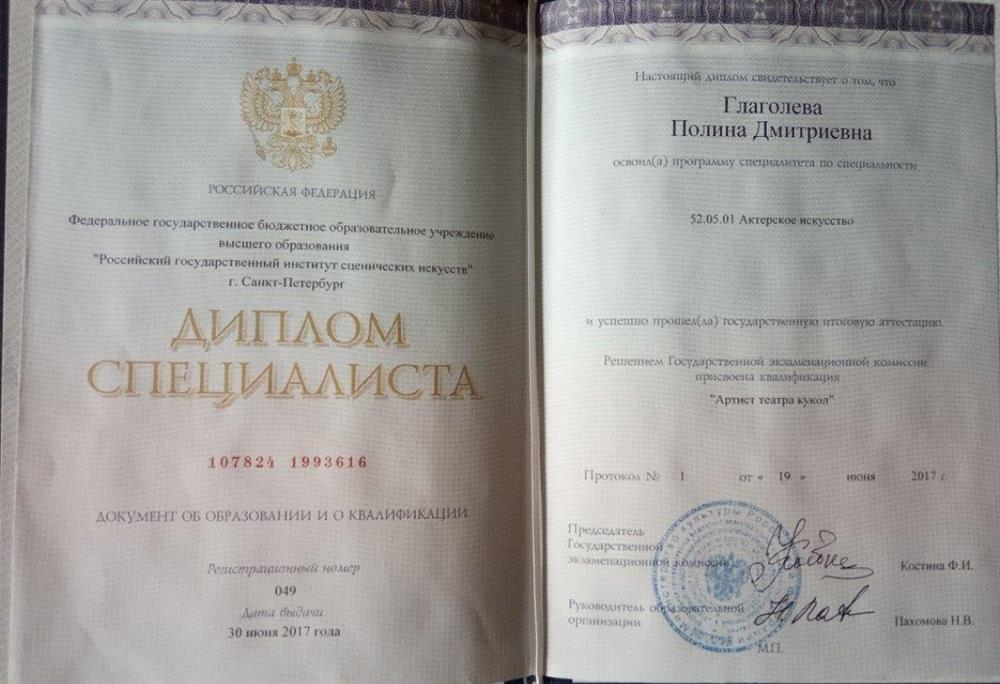 РОССИЙСКАЯ ФЕДЕРАЦИЯ
Федеральное государственное бюджетное образовательное учреждение
высшего образования
"Российский государственный институт сценических искусств"
г. Санкт-Петербург
ДИПЛОМ
СПЕЦИАЛИСТА
107824 1993616
ДОКУМЕНТ ОБ ОБРАЗОВАНИИ И О КВАЛИФИКАЦИИ
Регистрационный номер
049
Дата выдачи
30 июня 2017 года
Настоящий диплом свидетельствует о том, что
Глаголева
Полина Дмитриевна
освоил(а) программу специалитета по специальности
52.05.01 Актерское искусство
и успешно прошел(ла) государственную итоговую аттестацию.
Решением Государственной экзаменационной комиссии
присвоена квалификация
"Артист театра кукол"
Протокол № 1 от « 19 » июня 2017 г.
Председатель
Государственной
экзаменационной комиссии
Костина Ф.И.
Руководитель образовательной
организации
Пахомова Н.В.
М.П.